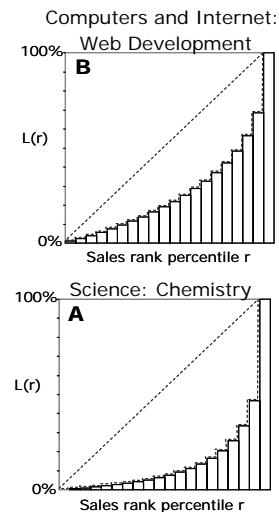 Computers and Internet:
Web Development
100%
B
L(r)
0%
Sales rank percentile r
Science: Chemistry
100%
A
L(r)
0%
Sales rank percentile r